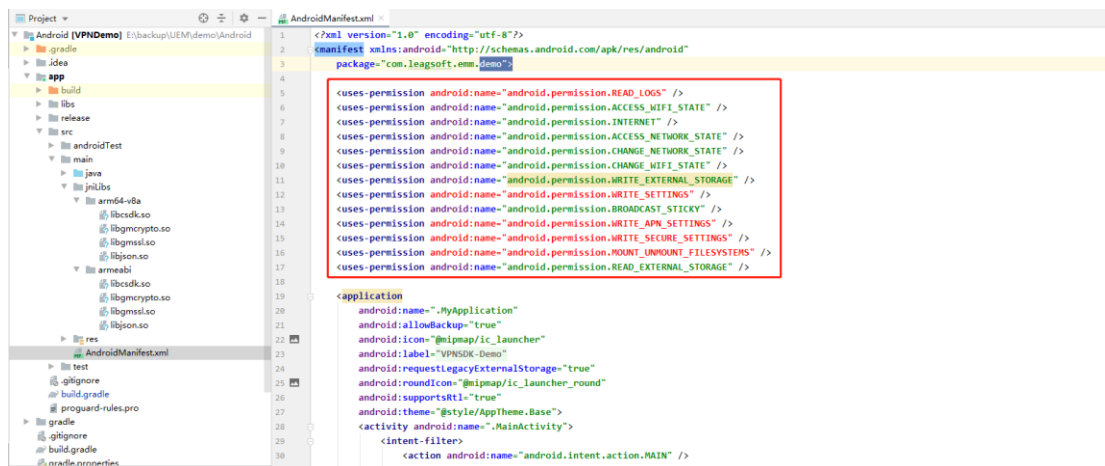 Project
AndroidManifest.xml
Android [VPNDemo] E:\backup\UEM\demo\Android
.gradle
.idea
app
build
libs
release
src
androidTest
main
java
jniLibs
arm64-v8a
libcsdk.so
libgmcrypto.so
libgmssl.so
libjson.so
armeabi
libcsdk.so
libgmcrypto.so
libgmssl.so
libjson.so
res
AndroidManifest.xml
test
.gitignore
build.gradle
proguard-rules.pro
gradle
.gitignore
build.gradle
gradle.properties
1 <?xml version="1.0" encoding="utf-8"?>
2 <manifest xmlns:android="http://schemas.android.com/apk/res/android"
3 package="com.leagsoft.emm.demo">
4
5 <uses-permission android:name="android.permission.READ_LOGS" />
6 <uses-permission android:name="android.permission.ACCESS_WIFI_STATE" />
7 <uses-permission android:name="android.permission.INTERNET" />
8 <uses-permission android:name="android.permission.ACCESS_NETWORK_STATE" />
9 <uses-permission android:name="android.permission.CHANGE_NETWORK_STATE" />
10 <uses-permission android:name="android.permission.CHANGE_WIFI_STATE" />
11 <uses-permission android:name="android.permission.WRITE_EXTERNAL_STORAGE" />
12 <uses-permission android:name="android.permission.WRITE_SETTINGS" />
13 <uses-permission android:name="android.permission.BROADCAST_STICKY" />
14 <uses-permission android:name="android.permission.WRITE_APN_SETTINGS" />
15 <uses-permission android:name="android.permission.WRITE_SECURE_SETTINGS" />
16 <uses-permission android:name="android.permission.MOUNT_UNMOUNT_FILESYSTEMS" />
17 <uses-permission android:name="android.permission.READ_EXTERNAL_STORAGE" />
18
19 <application
20 android:name=".MyApplication"
21 android:allowBackup="true"
22 android:icon="@mipmap/ic_launcher"
23 android:label="VPNSDK-Demo"
24 android:requestLegacyExternalStorage="true"
25 android:roundIcon="@mipmap/ic_launcher_round"
26 android:supportsRtl="true"
27 android:theme="@style/AppTheme.Base">
28 <activity android:name=".MainActivity">
29 <intent-filter>
30 <action android:name="android.intent.action.MAIN" />